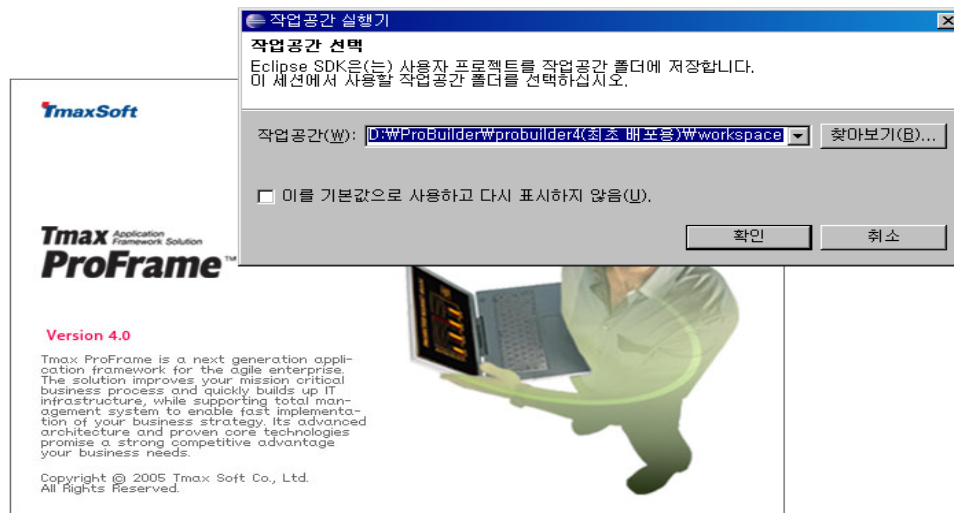 작업공간 실행기
작업공간 선택
Eclipse SDK은(는) 사용자 프로젝트를 작업공간 폴더에 저장합니다.
이 세션에서 사용할 작업공간 폴더를 선택하십시오.
작업공간(W): D:₩ProBuilder₩probuilder4(최초 배포용)₩workspace 찾아보기(B)...
이를 기본값으로 사용하고 다시 표시하지 않음(U).
확인 취소
TmaxSoft
Tmax Application Framework Solution
ProFrame™
Version 4.0
Tmax ProFrame is a next generation appli-
cation framework for the agile enterprise.
The solution improves your mission critical
business process and quickly builds up IT
infrastructure, while supporting total man-
agement system to enable fast implementa-
tion of your business strategy. Its advanced
architecture and proven core technologies
promise a strong competitive advantage
your business needs.
Copyright © 2005 Tmax Soft Co., Ltd.
All Rights Reserved.